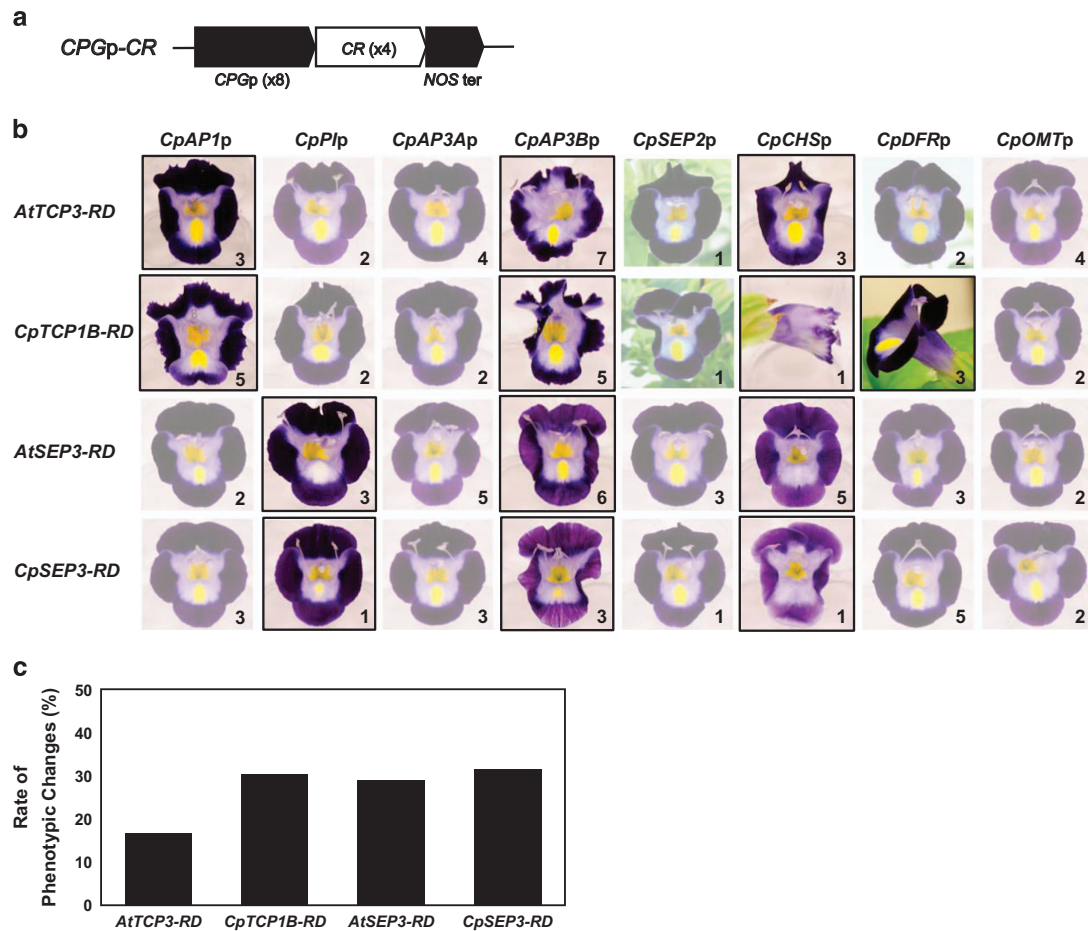 a
CPGp-CR
CR (x4)
CPGp (x8) NOS ter
b
CpAP1p CpPIp CpAP3Ap CpAP3Bp CpSEP2p CpCHSp CpDFRp CpOMTp
AtTCP3-RD 3 2 4 7 1 3 2 4
CpTCP1B-RD 5 2 2 5 1 1 3 2
AtSEP3-RD 2 3 5 6 3 5 3 2
CpSEP3-RD 3 1 3 3 1 1 5 2
c
Rate of
Phenotypic Changes (%)
50
40
30
20
10
0
AtTCP3-RD CpTCP1B-RD AtSEP3-RD CpSEP3-RD